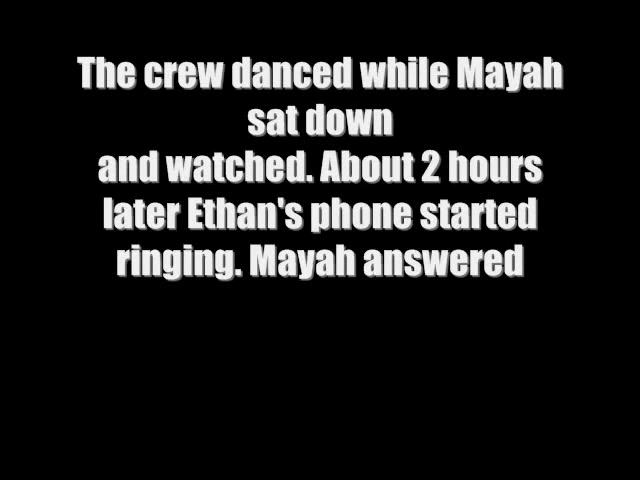 The crew danced while Mayah
sat down
and watched. About 2 hours
later Ethan's phone started
ringing. Mayah answered